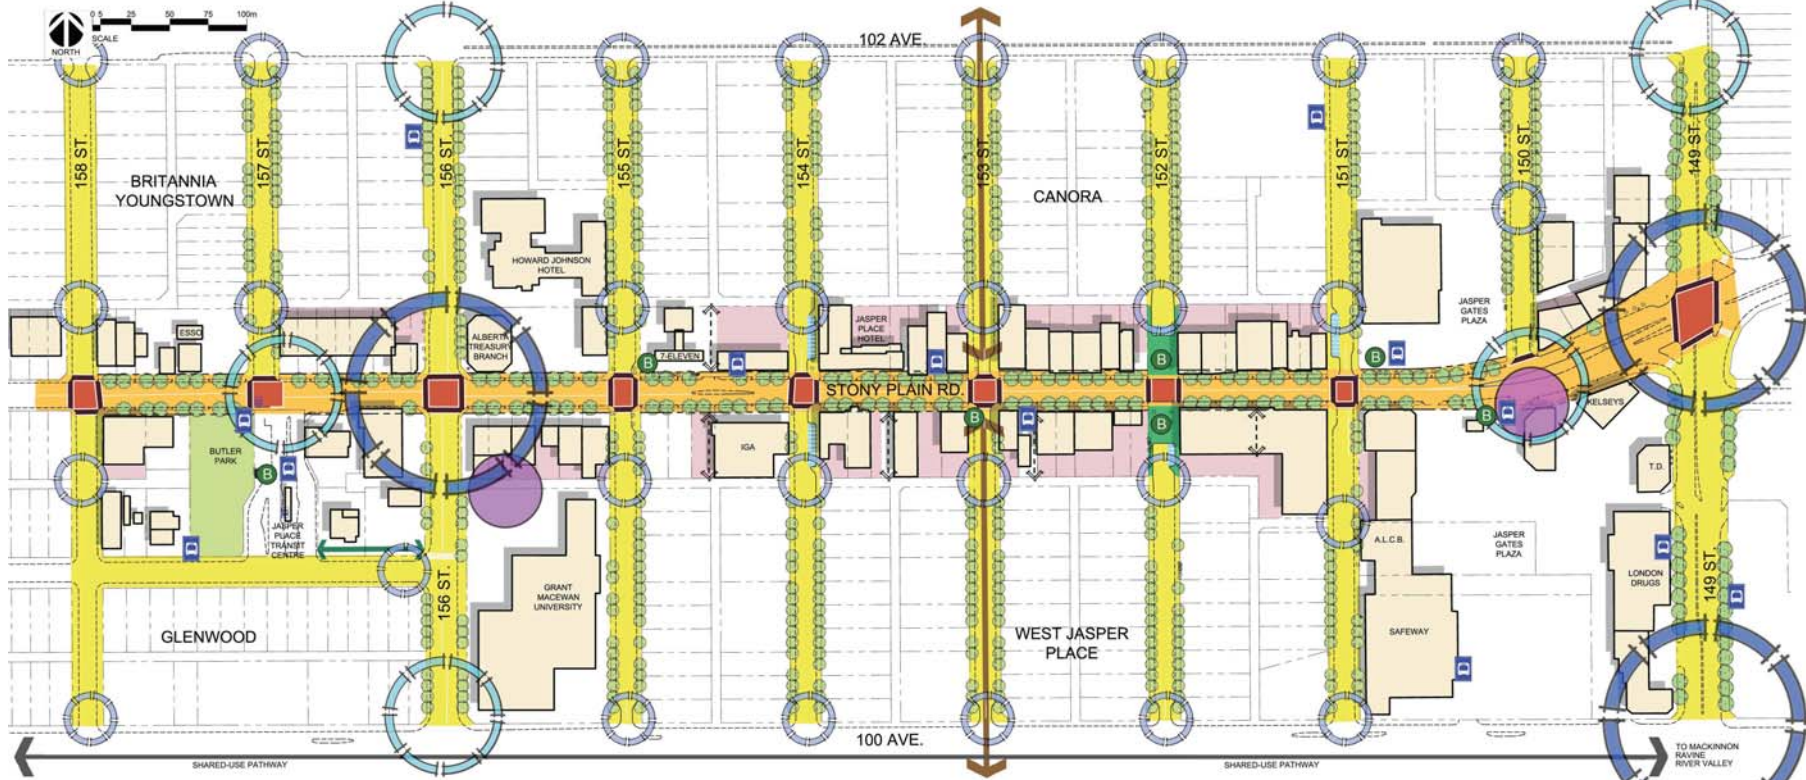 0 5 25 50 75 100m
SCALE
NORTH
102 AVE.
158 ST.
157 ST.
156 ST.
155 ST.
154 ST.
153 ST.
152 ST.
151 ST.
150 ST.
149 ST.
BRITANNIA
YOUNGSTOWN
CANORA
HOWARD JOHNSON
HOTEL
ESSO
ALBERTA
TREASURY
BRANCH
7-ELEVEN
JASPER
PLACE
HOTEL
JASPER
GATES
PLAZA
B
B
B
STONY PLAIN RD.
KELSEYS
B
B
B
BUTLER
PARK
IGA
B
T.D.
JASPER
PLACE
TRANSIT
CENTRE
GRANT
MACEWAN
UNIVERSITY
A.L.C.B.
JASPER
GATES
PLAZA
LONDON
DRUGS
156 ST.
149 ST.
GLENWOOD
WEST JASPER
PLACE
SAFEWAY
100 AVE.
SHARED-USE PATHWAY
SHARED-USE PATHWAY
TO MACKINNON
RAVINE
RIVER VALLEY